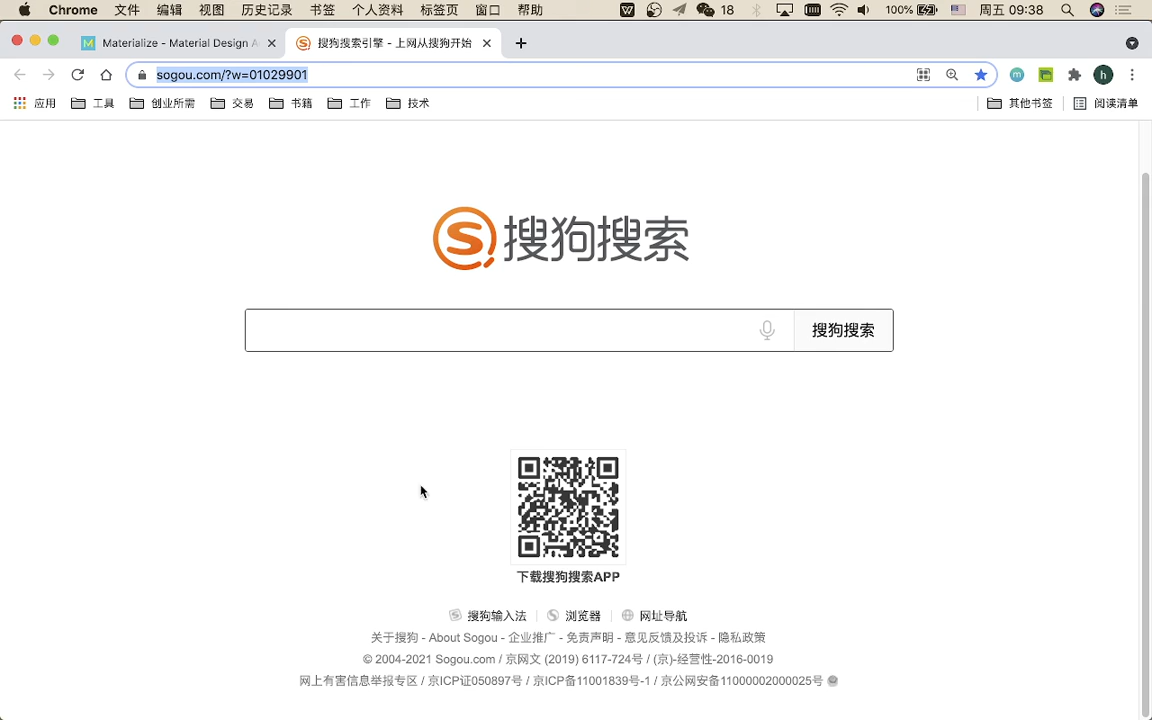 Chrome 文件 编辑 视图 历史记录 书签 个人资料 标签页 窗口 帮助 18 100% 周五 09:38
Materialize - Material Design A 搜狗搜索引擎 - 上网从搜狗开始
sogou.com/?w=01029901 m h
应用 工具 创业所需 交易 书籍 工作 技术 其他书签 阅读清单
搜狗搜索
搜狗搜索
下载搜狗搜索APP
搜狗输入法 浏览器 网址导航
关于搜狗 - About Sogou - 企业推广 - 免责声明 - 意见反馈及投诉 - 隐私政策
© 2004-2021 Sogou.com / 京网文 (2019) 6117-724号 / (京)-经营性-2016-0019
网上有害信息举报专区 / 京ICP证050897号 / 京ICP备11001839号-1 / 京公网安备11000002000025号